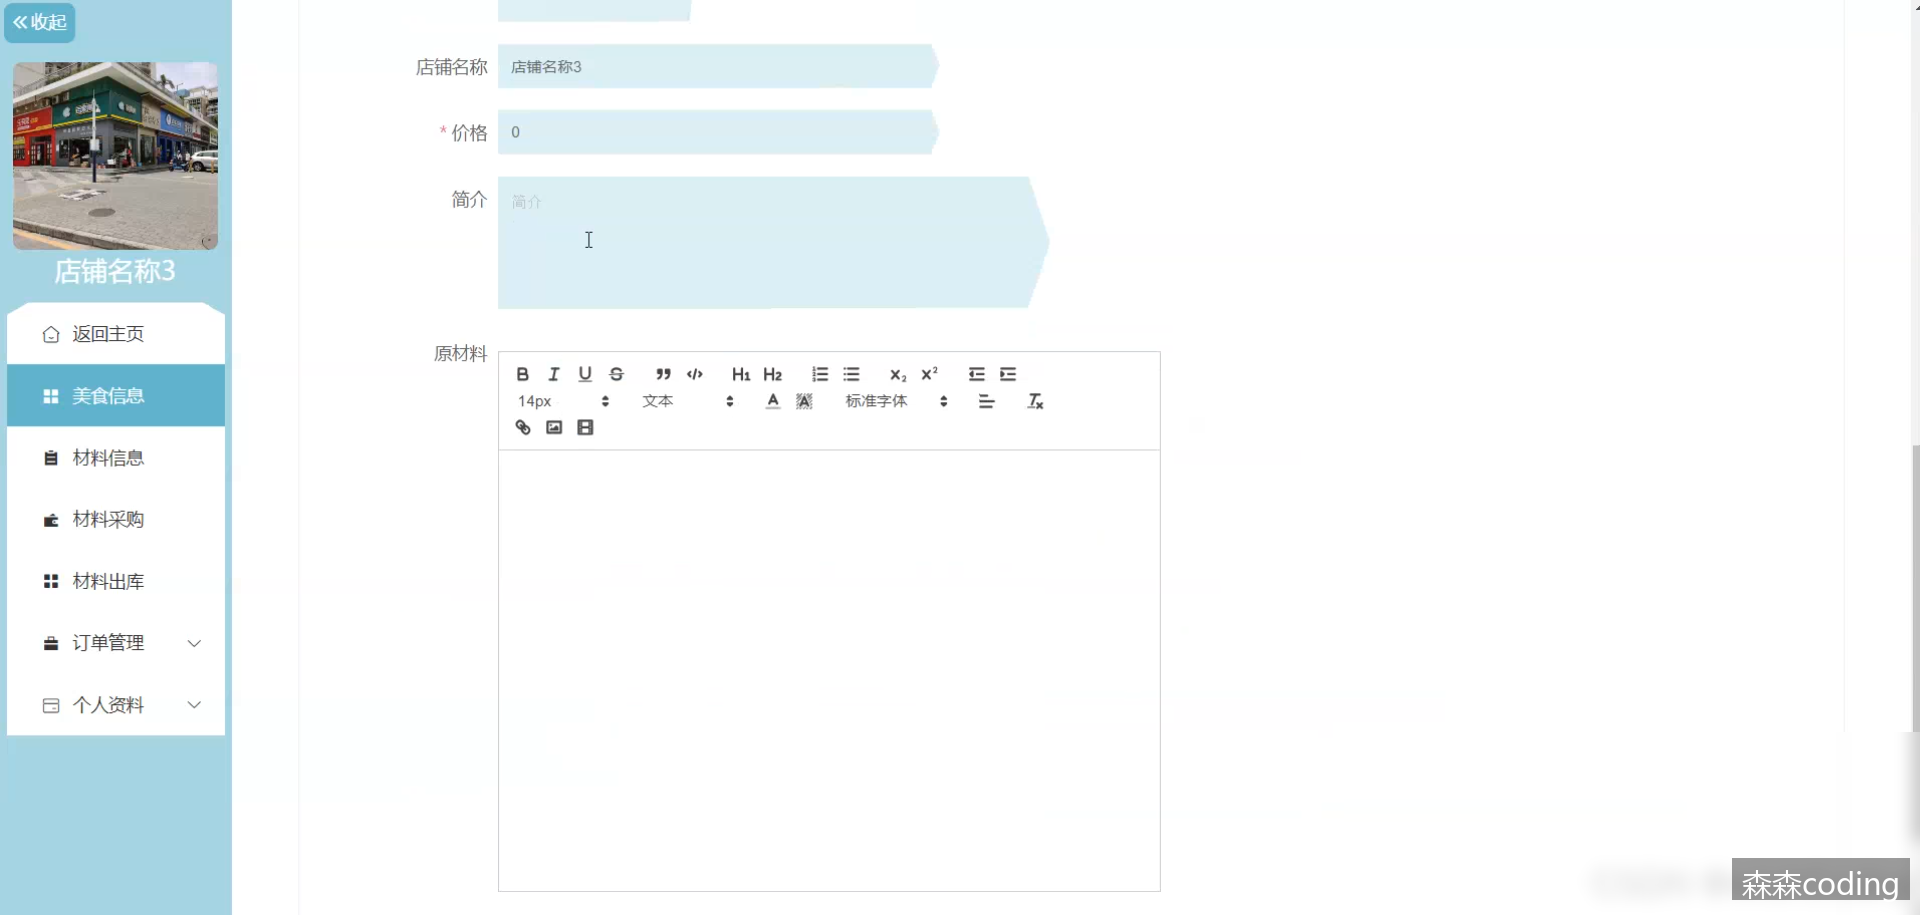 收起
店铺名称3
返回主页
美食信息
材料信息
材料采购
材料出库
订单管理
个人资料
店铺名称 店铺名称3
* 价格 0
简介 简介
原材料
B I U S H1 H2 x₂ x²
14px 文本 A A 标准字体 Tx
森森coding